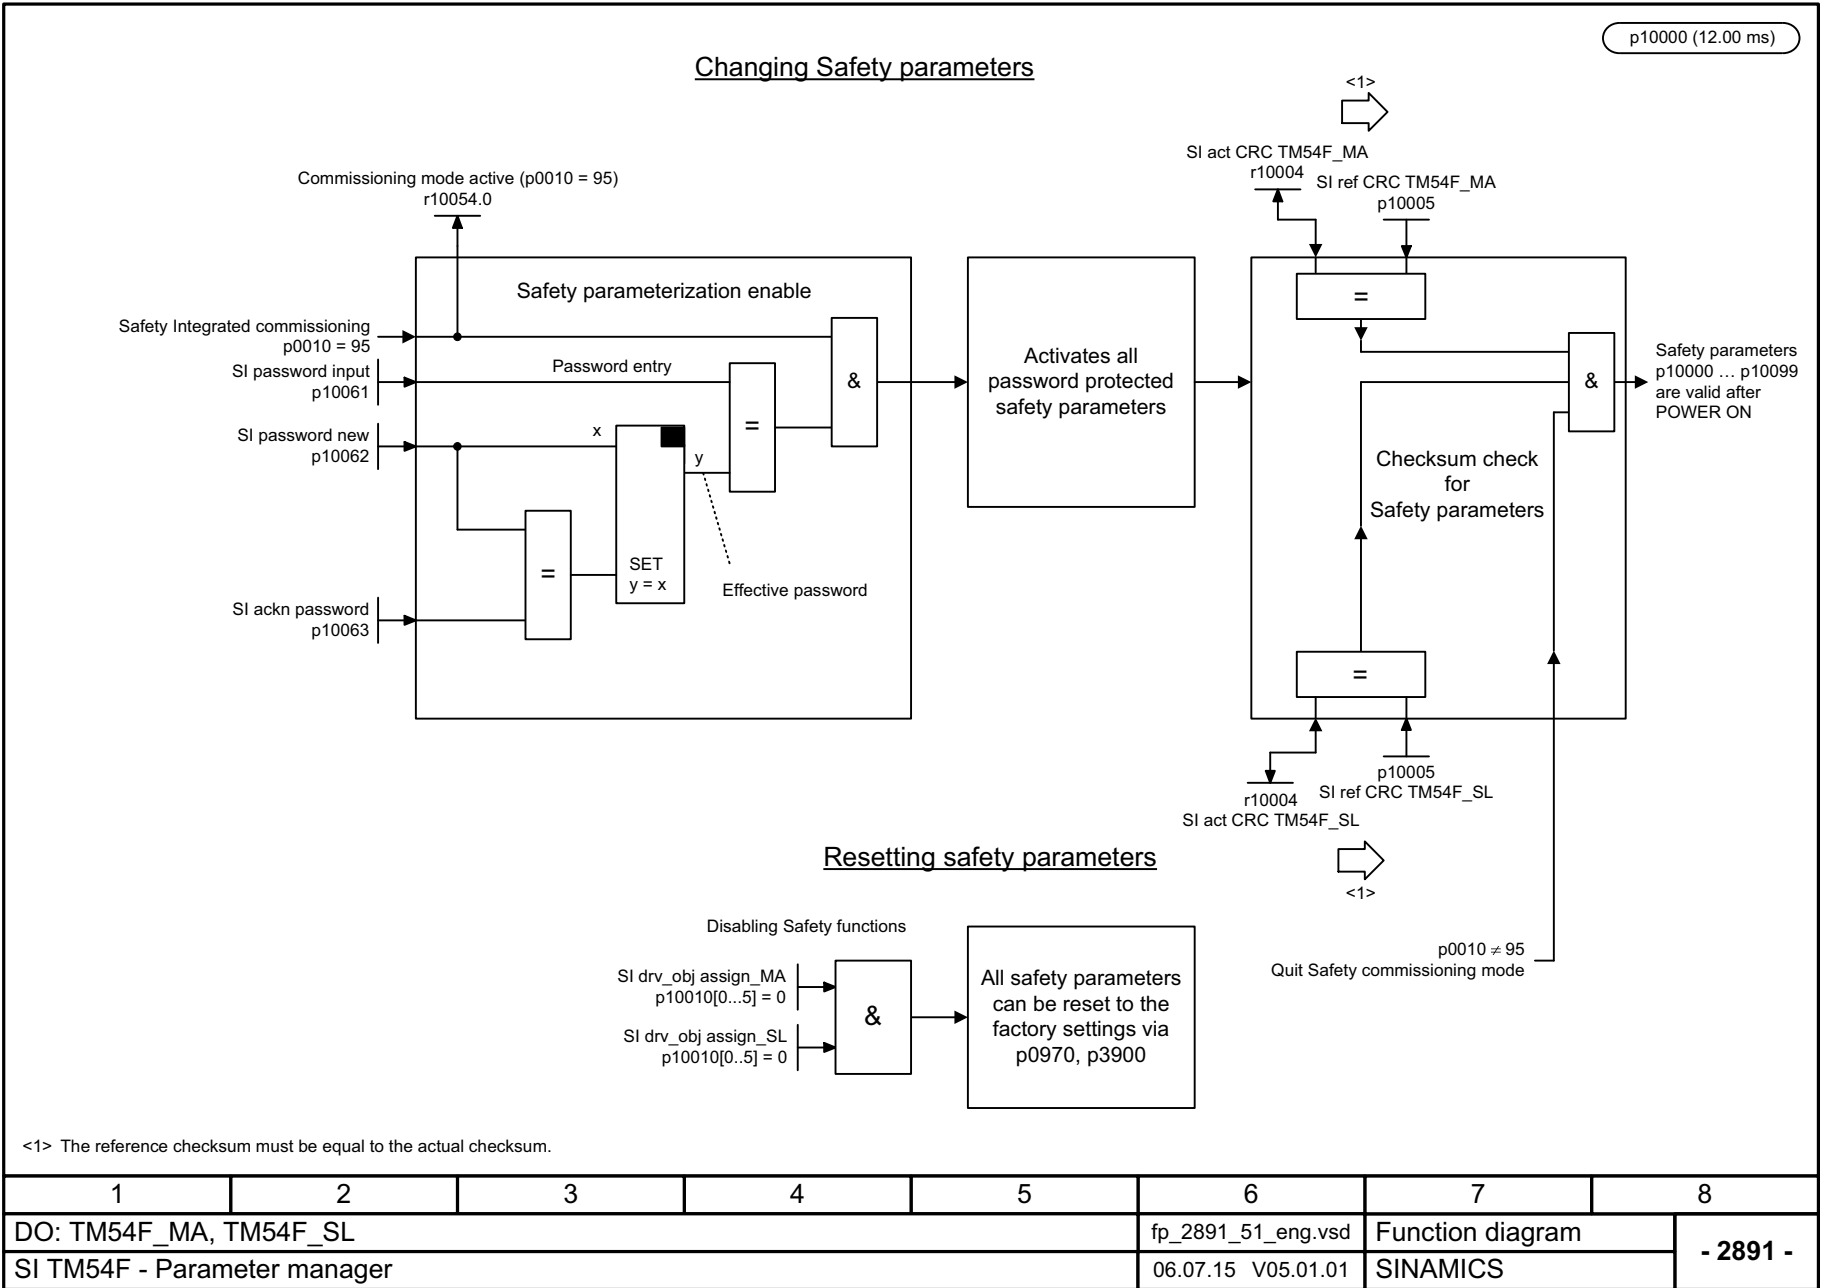 p10000 (12.00 ms)
Changing Safety parameters
<1>
SI act CRC TM54F_MA
r10004
SI ref CRC TM54F_MA
p10005
Commissioning mode active (p0010 = 95)
r10054.0
Safety parameterization enable
Safety Integrated commissioning
p0010 = 95
SI password input
p10061
Password entry
SI password new
p10062
x
y
=
&
=
SET
y = x
Effective password
SI ackn password
p10063
Activates all
password protected
safety parameters
=
&
Checksum check
for
Safety parameters
=
Safety parameters
p10000 … p10099
are valid after
POWER ON
p10005
SI ref CRC TM54F_SL
r10004
SI act CRC TM54F_SL
<1>
p0010 ≠ 95
Quit Safety commissioning mode
Resetting safety parameters
Disabling Safety functions
SI drv_obj assign_MA
p10010[0...5] = 0
SI drv_obj assign_SL
p10010[0..5] = 0
&
All safety parameters
can be reset to the
factory settings via
p0970, p3900
<1> The reference checksum must be equal to the actual checksum.
1 2 3 4 5 6 7 8
DO: TM54F_MA, TM54F_SL
fp_2891_51_eng.vsd
Function diagram
- 2891 -
SI TM54F - Parameter manager
06.07.15 V05.01.01
SINAMICS